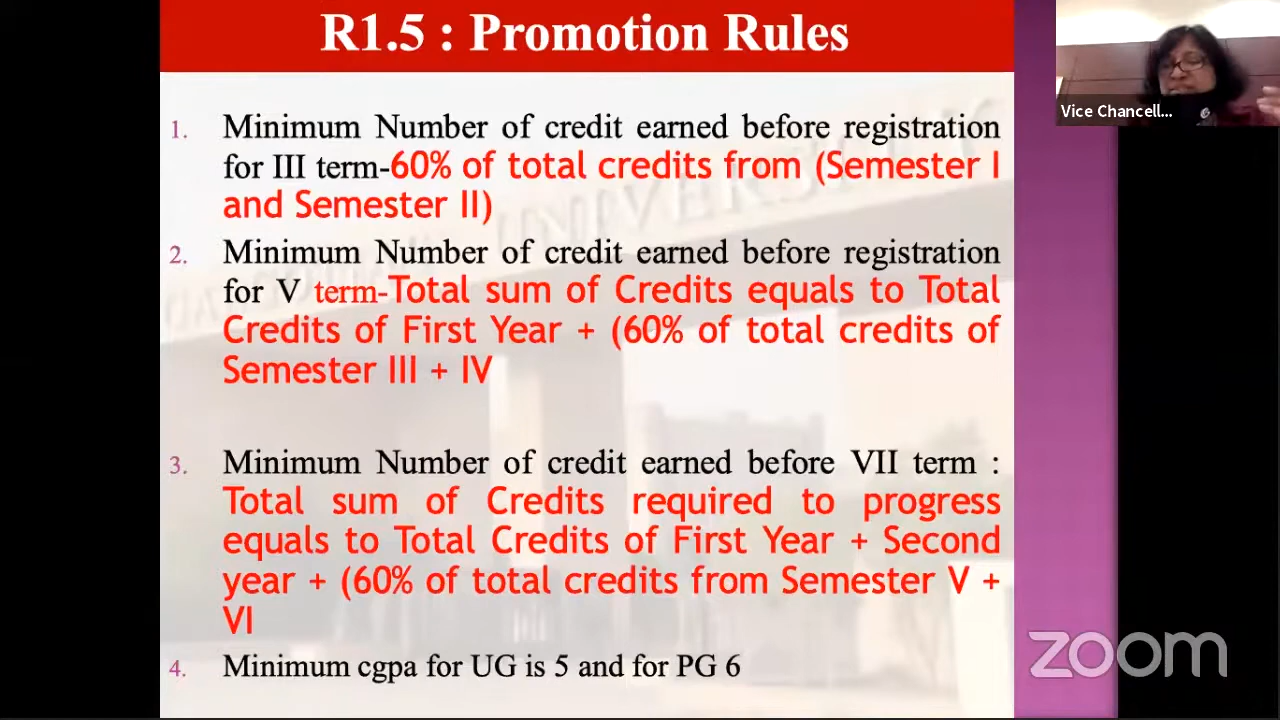 R1.5 : Promotion Rules
Vice Chancell...
1. Minimum Number of credit earned before registration
for III term-60% of total credits from (Semester I
and Semester II)
2. Minimum Number of credit earned before registration
for V term-Total sum of Credits equals to Total
Credits of First Year + (60% of total credits of
Semester III + IV
3. Minimum Number of credit earned before VII term :
Total sum of Credits required to progress
equals to Total Credits of First Year + Second
year + (60% of total credits from Semester V +
VI
4. Minimum cgpa for UG is 5 and for PG 6
zoom